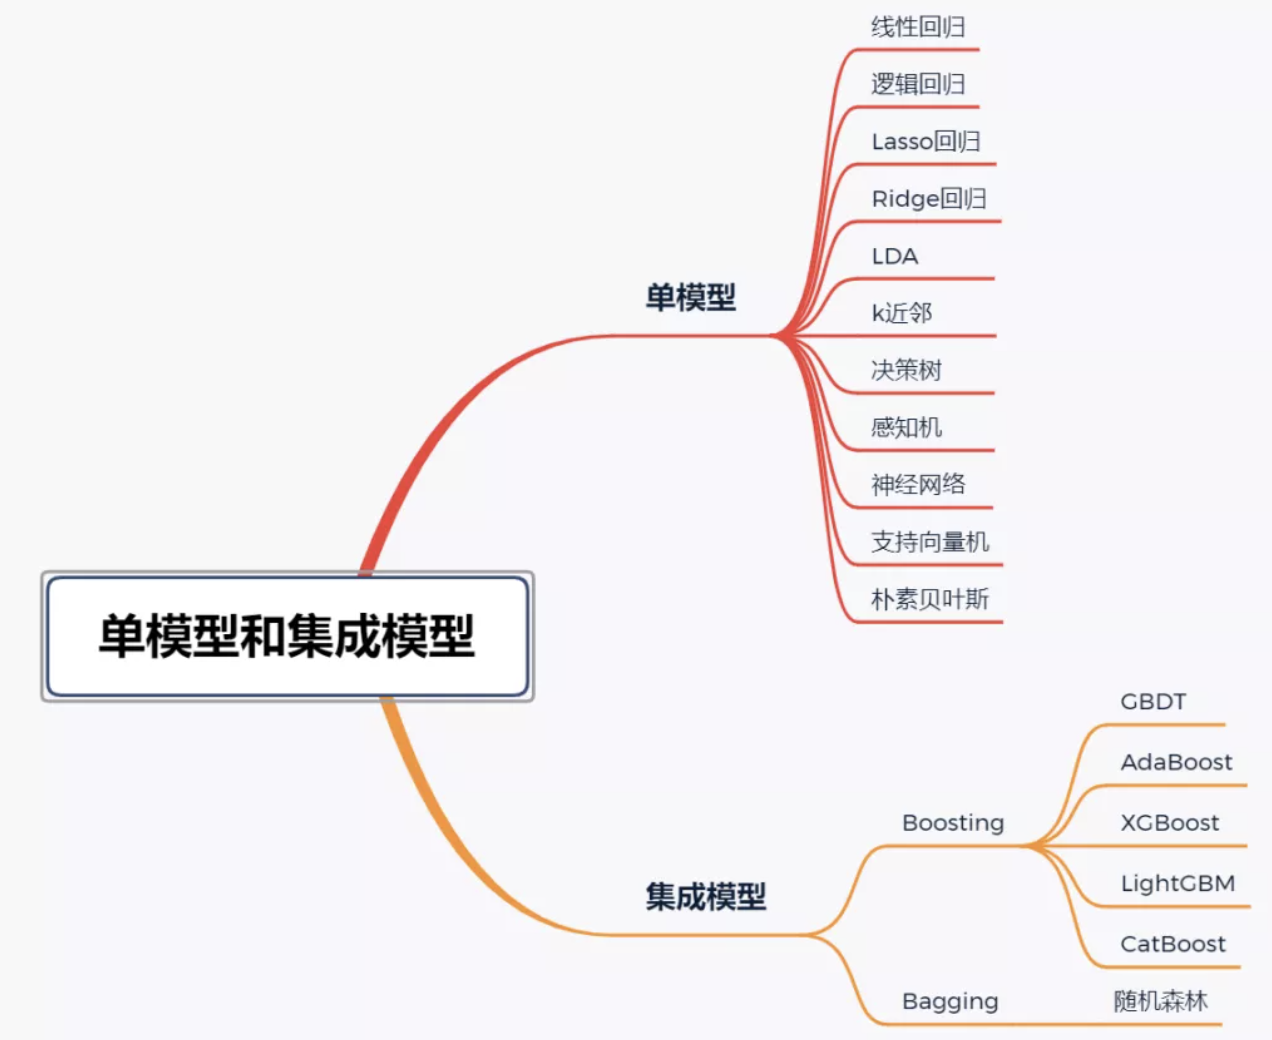 单模型和集成模型
单模型
线性回归
逻辑回归
Lasso回归
Ridge回归
LDA
k近邻
决策树
感知机
神经网络
支持向量机
朴素贝叶斯
集成模型
Boosting
GBDT
AdaBoost
XGBoost
LightGBM
CatBoost
Bagging
随机森林